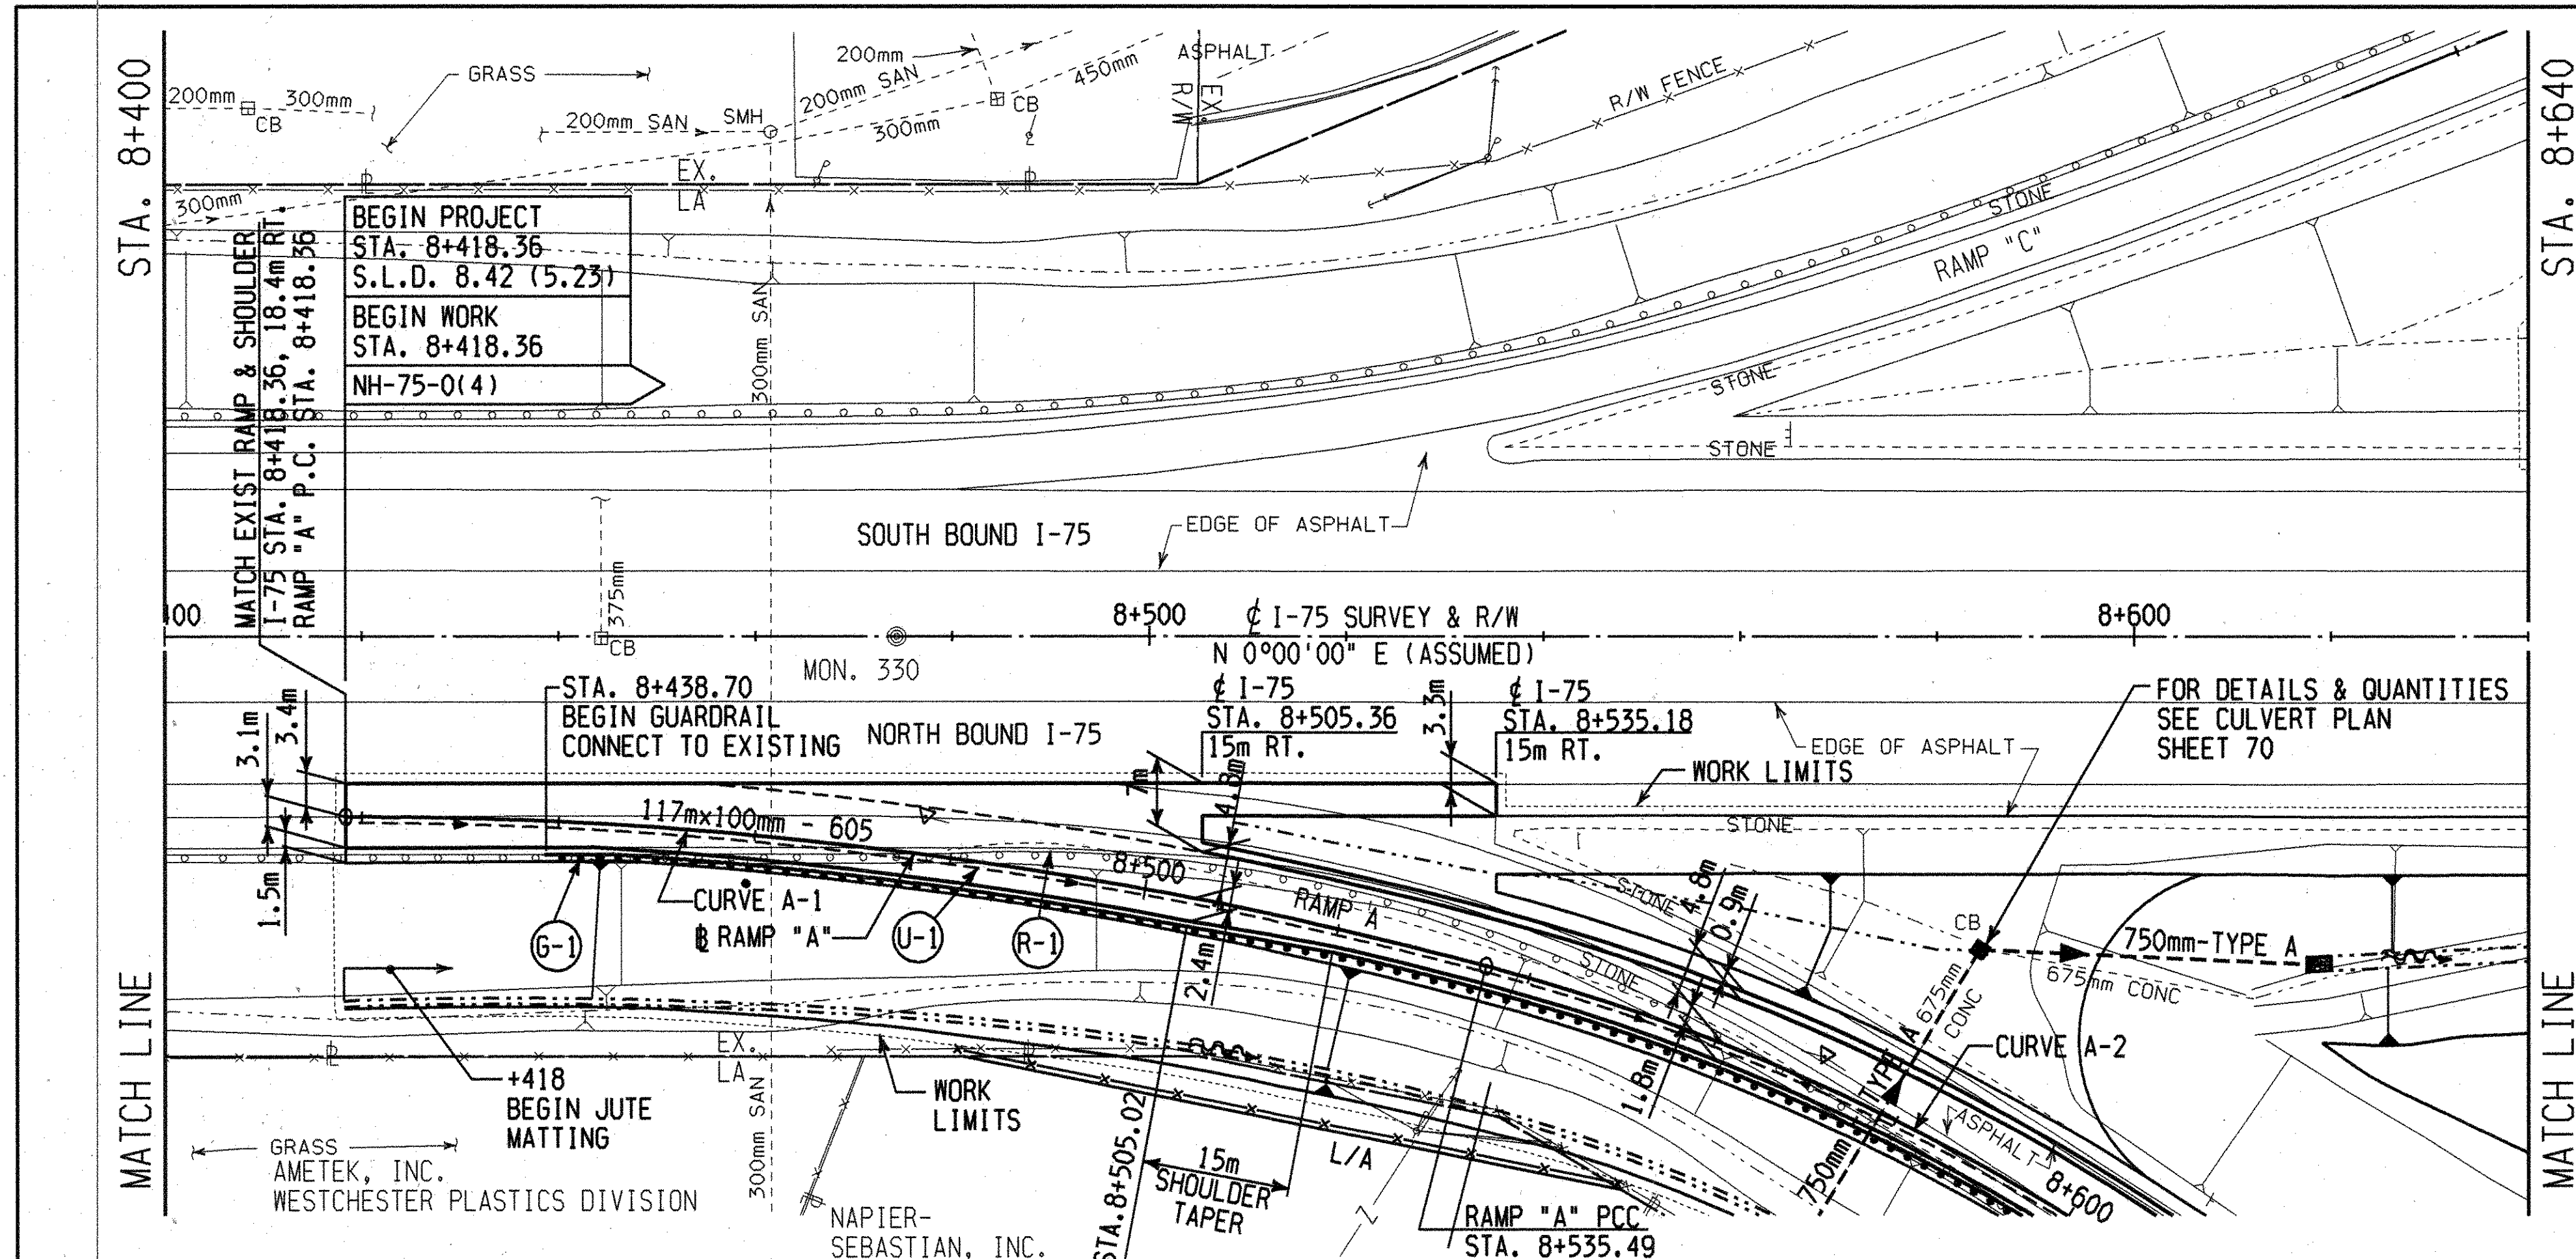 STA. 8+400
200mm
CB
300mm
GRASS
200mm SAN
SMH
200mm
200mm SAN
450mm
CB
300mm
ASPHALT
EX
R/W
R/W FENCE
STA. 8+640
300mm
EX.
LA
STONE
RAMP "C"
STONE
STONE
MATCH EXIST RAMP & SHOULDER
I-75 STA. 8+418.36, 18.4m RT.
RAMP "A" P.C. STA. 8+418.36
BEGIN PROJECT
STA. 8+418.36
S.L.D. 8.42 (5.23)
BEGIN WORK
STA. 8+418.36
NH-75-0(4)
300mm SAN
375mm
CB
SOUTH BOUND I-75
EDGE OF ASPHALT
400
8+500
℄ I-75 SURVEY & R/W
8+600
N 0°00'00" E (ASSUMED)
MON. 330
STA. 8+438.70
BEGIN GUARDRAIL
CONNECT TO EXISTING
NORTH BOUND I-75
℄ I-75
STA. 8+505.36
15m RT.
3.3m
℄ I-75
STA. 8+535.18
15m RT.
EDGE OF ASPHALT
WORK LIMITS
FOR DETAILS & QUANTITIES
SEE CULVERT PLAN
SHEET 70
3.1m
3.4m
1.5m
117m×100mm - 605
7m
4.8m
8+500
STONE
CURVE A-1
RAMP "A"
G-1
U-1
R-1
RAMP A
2.4m
STONE
STONE
4.8m
0.9m
1.8m
CB
750mm-TYPE A
675mm CONC
675mm
CONC
TYPE A
750mm
CURVE A-2
ASPHALT
8+600
MATCH LINE
+418
BEGIN JUTE
MATTING
EX.
LA
WORK
LIMITS
300mm SAN
GRASS
AMETEK, INC.
WESTCHESTER PLASTICS DIVISION
NAPIER-
SEBASTIAN, INC.
STA. 8+505.02
15m
SHOULDER
TAPER
L/A
RAMP "A" PCC
STA. 8+535.49
MATCH LINE